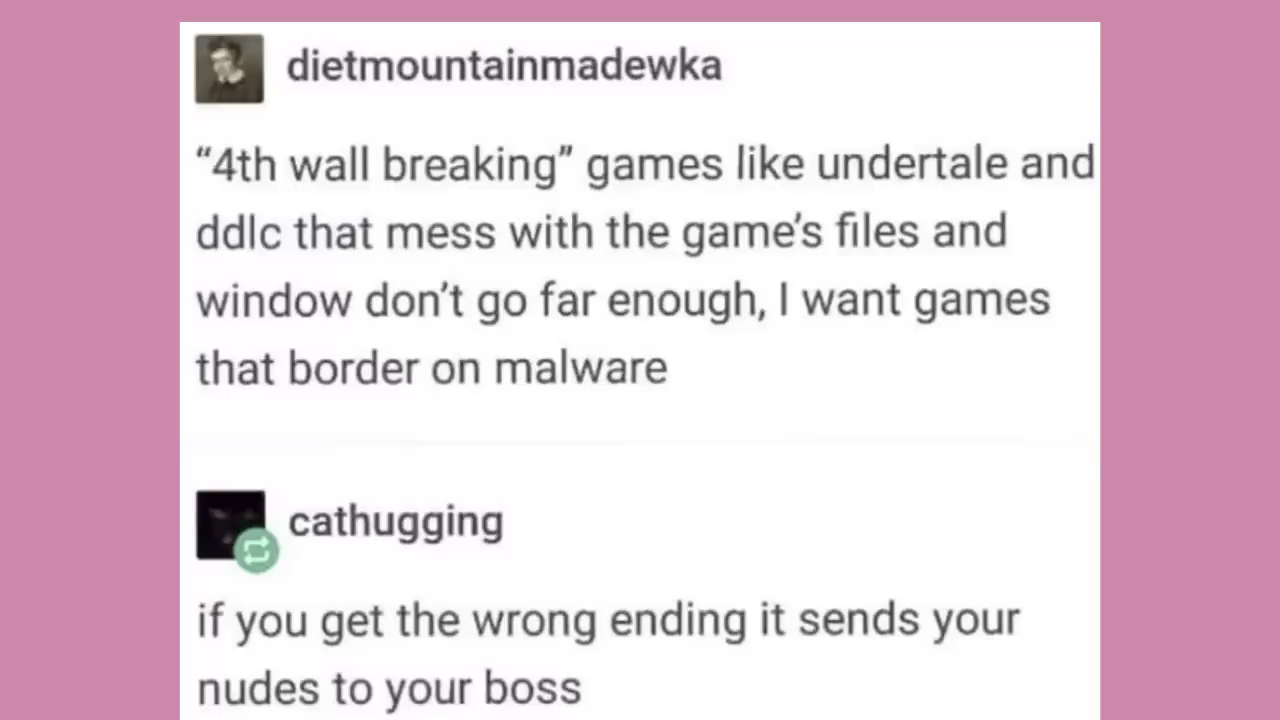 dietmountainmadewka
“4th wall breaking” games like undertale and
ddlc that mess with the game’s files and
window don’t go far enough, I want games
that border on malware
cathugging
if you get the wrong ending it sends your
nudes to your boss